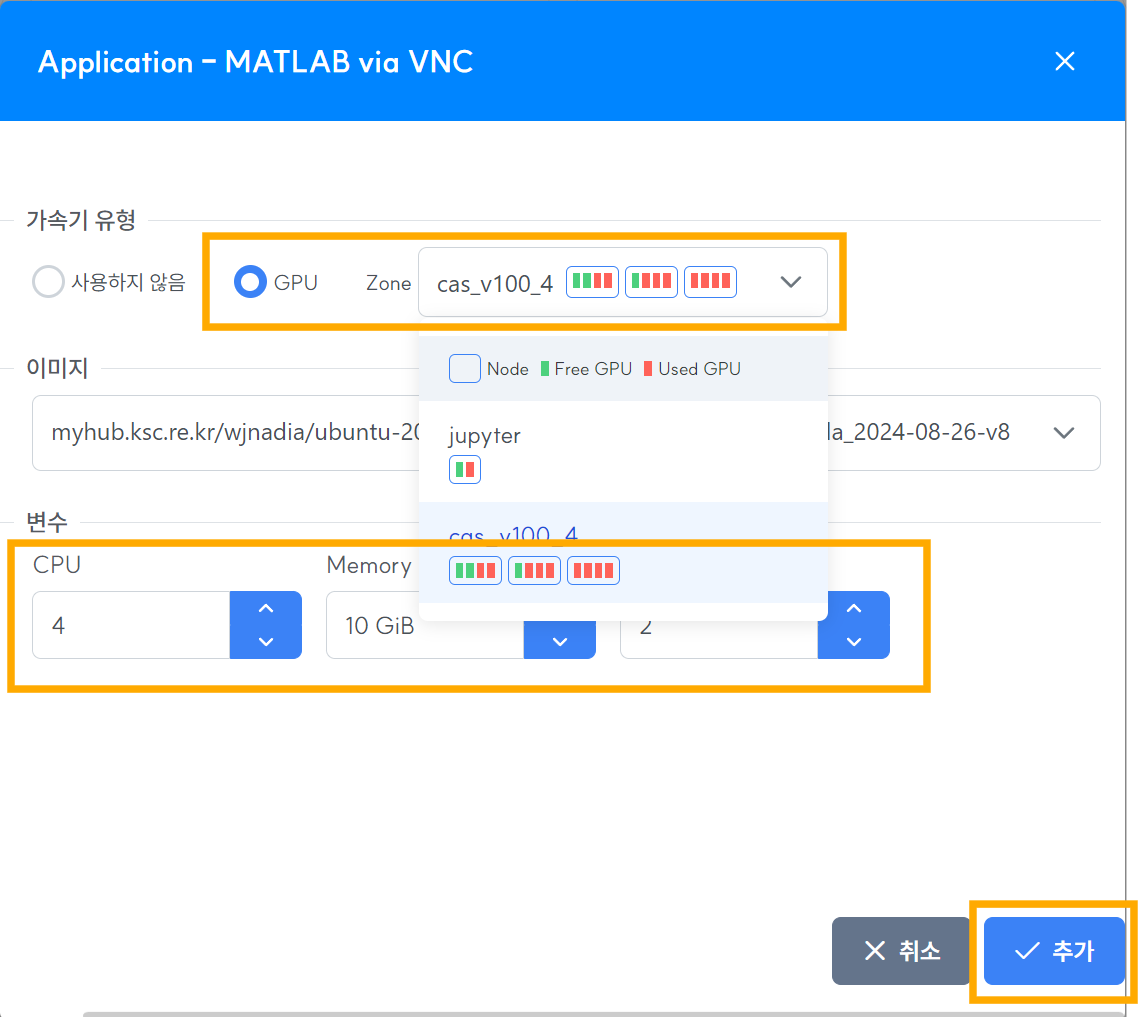 Application – MATLAB via VNC
가속기 유형
사용하지 않음 GPU Zone cas_v100_4
Node Free GPU Used GPU
이미지
myhub.ksc.re.kr/wjnadia/ubuntu-20 la_2024-08-26-v8
jupyter
변수
cas_v100_4
CPU Memory
4 10 GiB 2
취소 추가